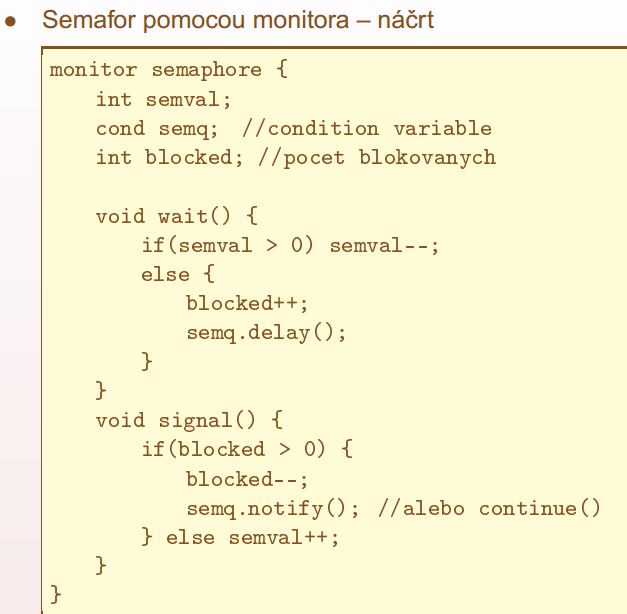 ● Semafor pomocou monitora – náčrt
monitor semaphore {
    int semval;
    cond semq;  //condition variable
    int blocked; //pocet blokovanych

    void wait() {
        if(semval > 0) semval--;
        else {
            blocked++;
            semq.delay();
        }
    }
    void signal() {
        if(blocked > 0) {
            blocked--;
            semq.notify(); //alebo continue()
        } else semval++;
    }
}